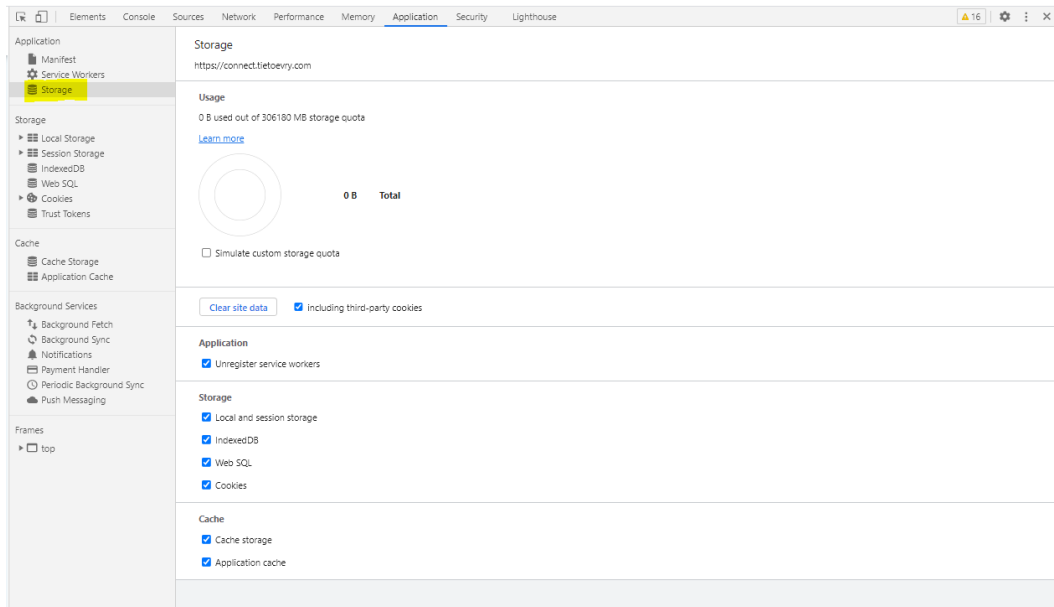 Elements Console Sources Network Performance Memory Application Security Lighthouse 16
Application
Manifest
Service Workers
Storage
Storage
Local Storage
Session Storage
IndexedDB
Web SQL
Cookies
Trust Tokens
Cache
Cache Storage
Application Cache
Background Services
Background Fetch
Background Sync
Notifications
Payment Handler
Periodic Background Sync
Push Messaging
Frames
top
Storage
https://connect.tietoevry.com
Usage
0 B used out of 306180 MB storage quota
Learn more
0 B Total
Simulate custom storage quota
Clear site data including third-party cookies
Application
Unregister service workers
Storage
Local and session storage
IndexedDB
Web SQL
Cookies
Cache
Cache storage
Application cache